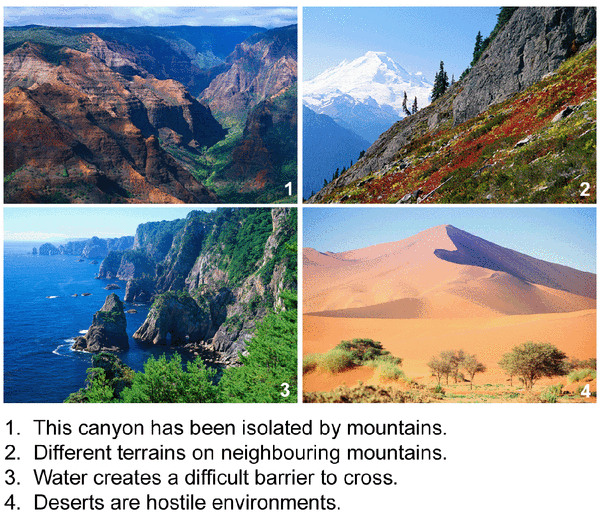 1
2
3
4
1. This canyon has been isolated by mountains.
2. Different terrains on neighbouring mountains.
3. Water creates a difficult barrier to cross.
4. Deserts are hostile environments.